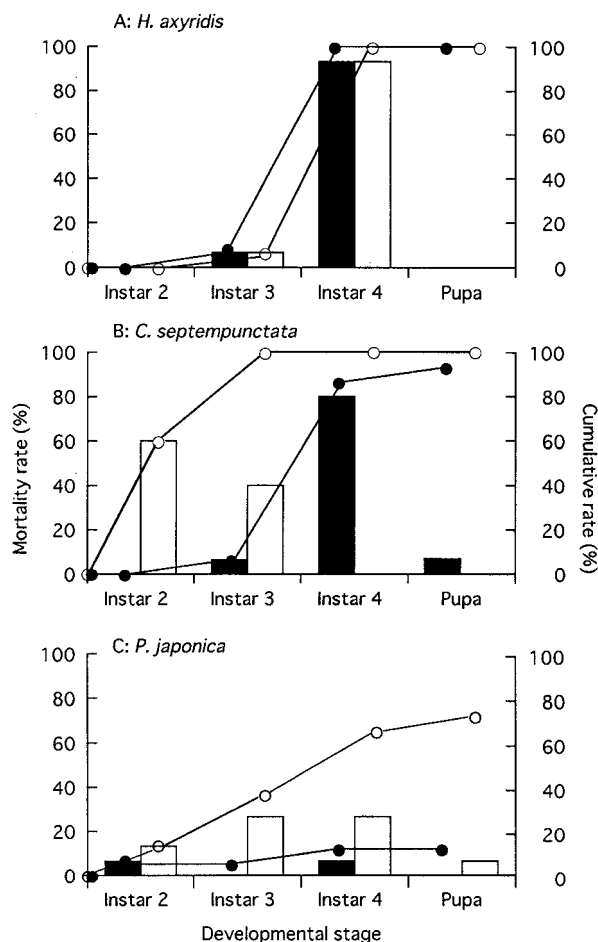 A: H. axyridis
100 100
80 80
60 60
40 40
20 20
0 0
Instar 2 Instar 3 Instar 4 Pupa
B: C. septempunctata
100 100
80 80
60 60
40 40
20 20
0 0
Instar 2 Instar 3 Instar 4 Pupa
Mortality rate (%)
Cumulative rate (%)
C: P. japonica
100 100
80 80
60 60
40 40
20 20
0 0
Instar 2 Instar 3 Instar 4 Pupa
Developmental stage